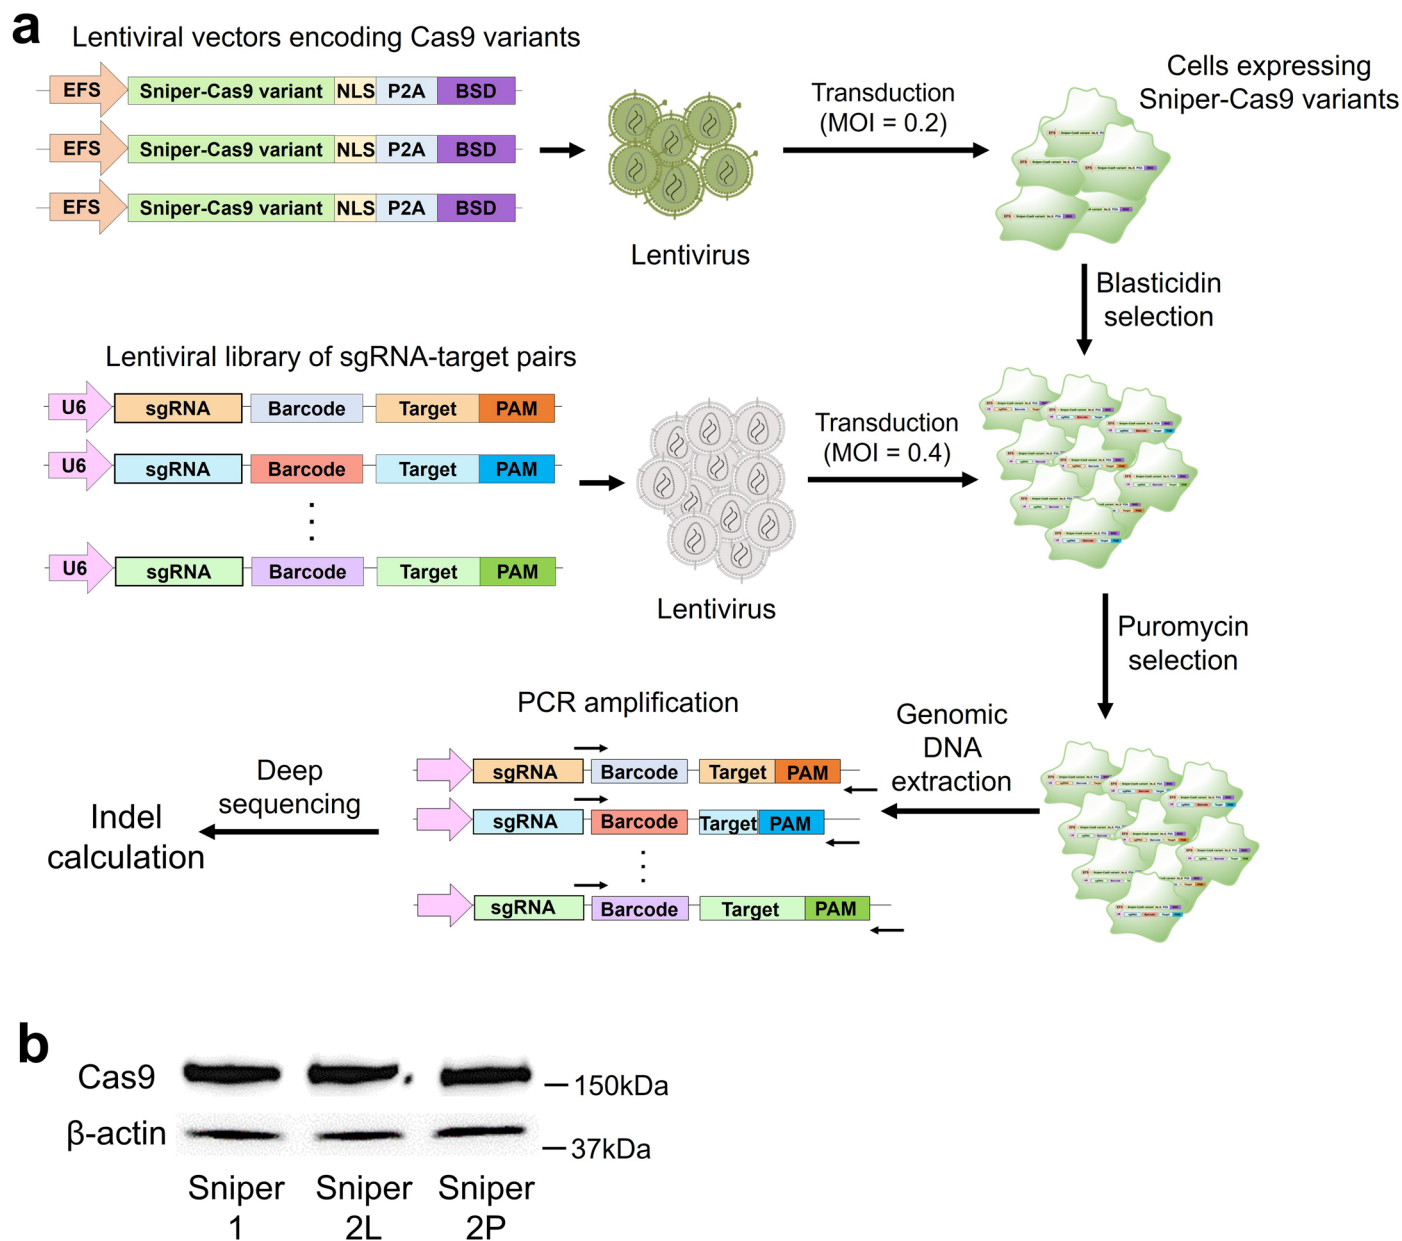 a
Lentiviral vectors encoding Cas9 variants
EFS Sniper-Cas9 variant NLS P2A BSD
EFS Sniper-Cas9 variant NLS P2A BSD
EFS Sniper-Cas9 variant NLS P2A BSD
Lentivirus
Transduction
(MOI = 0.2)
Cells expressing
Sniper-Cas9 variants
Blasticidin
selection
Lentiviral library of sgRNA-target pairs
U6 sgRNA Barcode Target PAM
U6 sgRNA Barcode Target PAM
U6 sgRNA Barcode Target PAM
Lentivirus
Transduction
(MOI = 0.4)
Puromycin
selection
Genomic
DNA
extraction
PCR amplification
sgRNA Barcode Target PAM
sgRNA Barcode Target PAM
sgRNA Barcode Target PAM
Deep
sequencing
Indel
calculation
b
Cas9
150kDa
β-actin
37kDa
Sniper
1
Sniper
2L
Sniper
2P